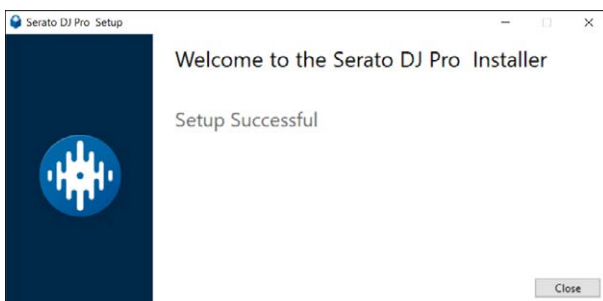 Serato DJ Pro  Setup
Welcome to the Serato DJ Pro  Installer
Setup Successful
Close